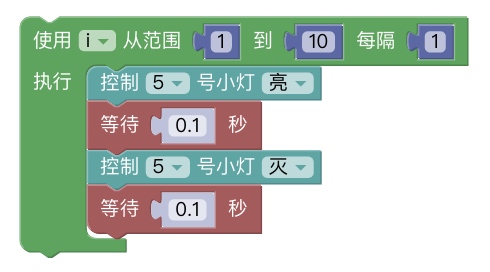 使用 i 从范围 1 到 10 每隔 1
执行 控制 5 号小灯 亮
等待 0.1 秒
控制 5 号小灯 灭
等待 0.1 秒